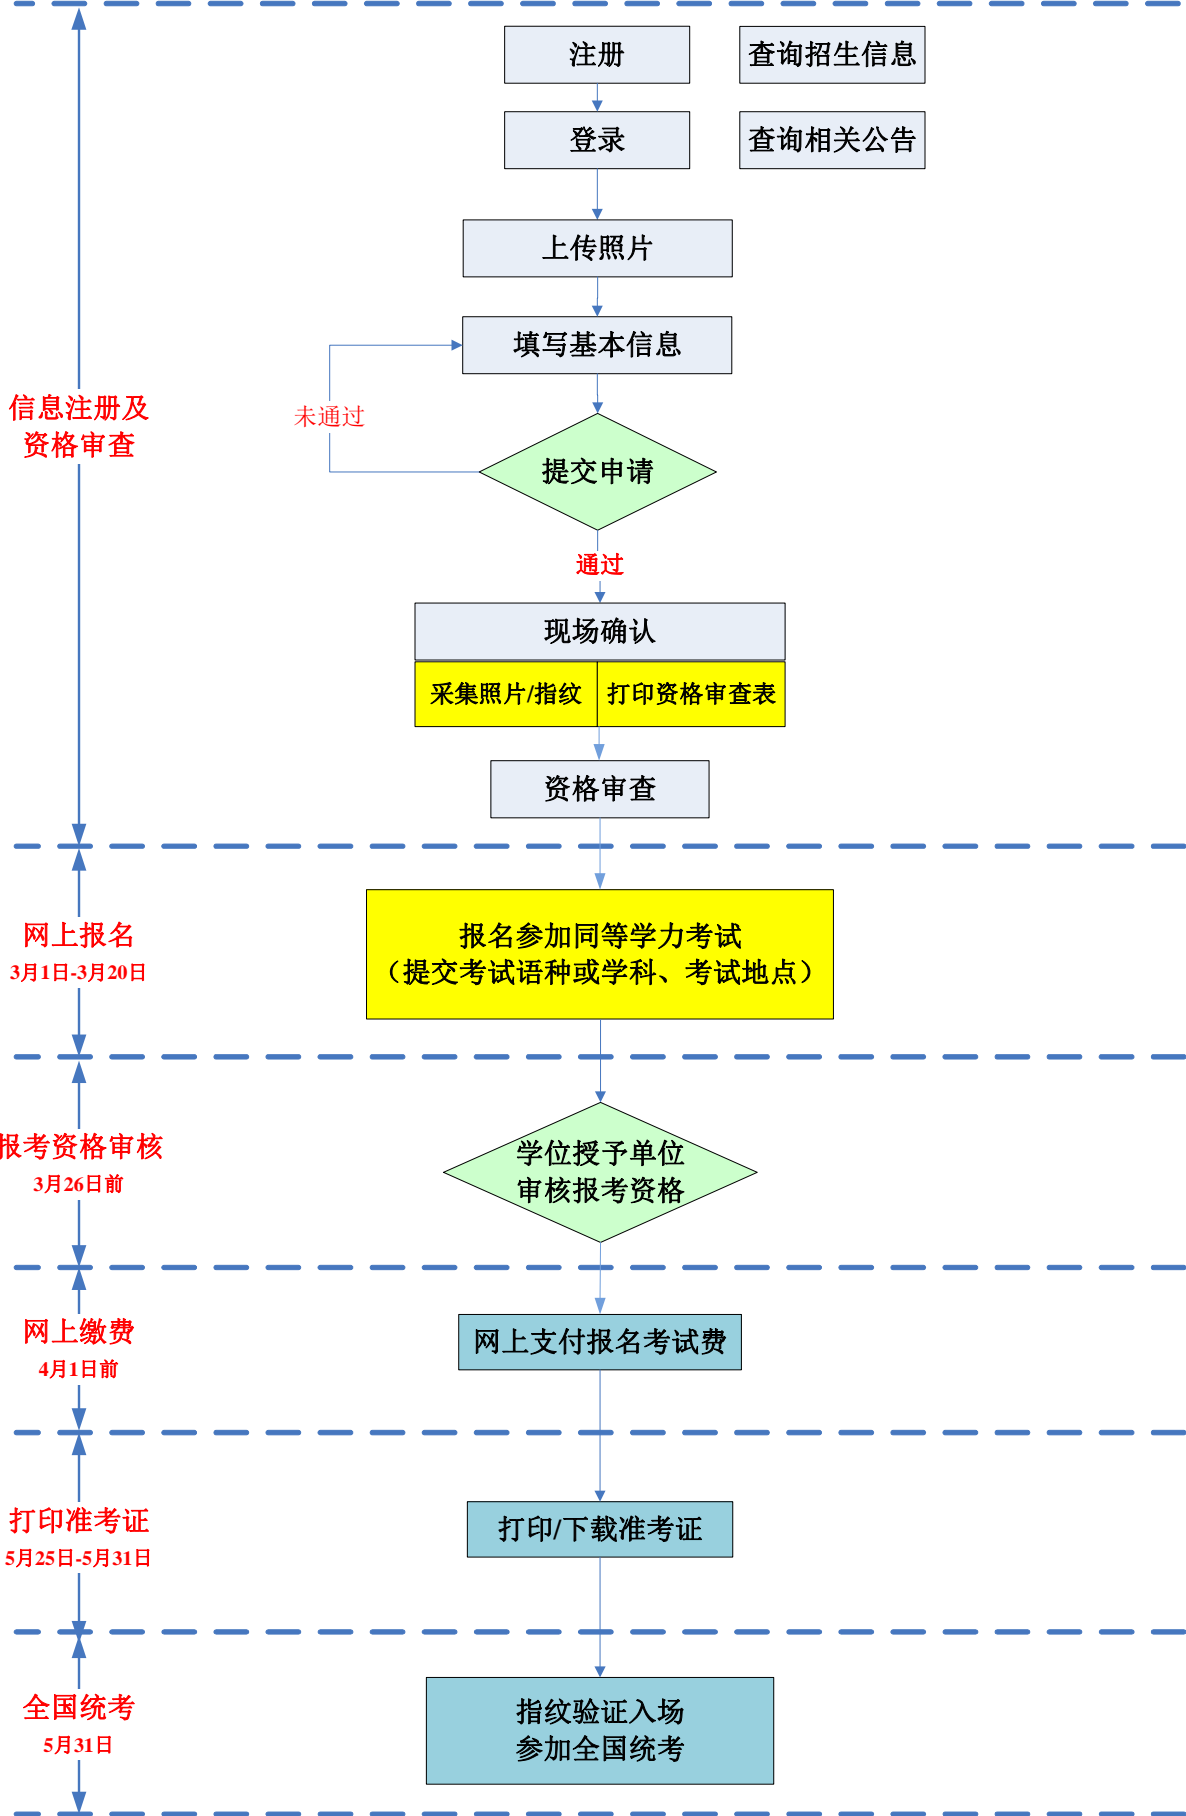 注册
查询招生信息
登录
查询相关公告
上传照片
填写基本信息
信息注册及
资格审查
未通过
提交申请
通过
现场确认
采集照片/指纹
打印资格审查表
资格审查
网上报名
3月1日-3月20日
报名参加同等学力考试
（提交考试语种或学科、考试地点）
报考资格审核
3月26日前
学位授予单位
审核报考资格
网上缴费
4月1日前
网上支付报名考试费
打印准考证
5月25日-5月31日
打印/下载准考证
全国统考
5月31日
指纹验证入场
参加全国统考